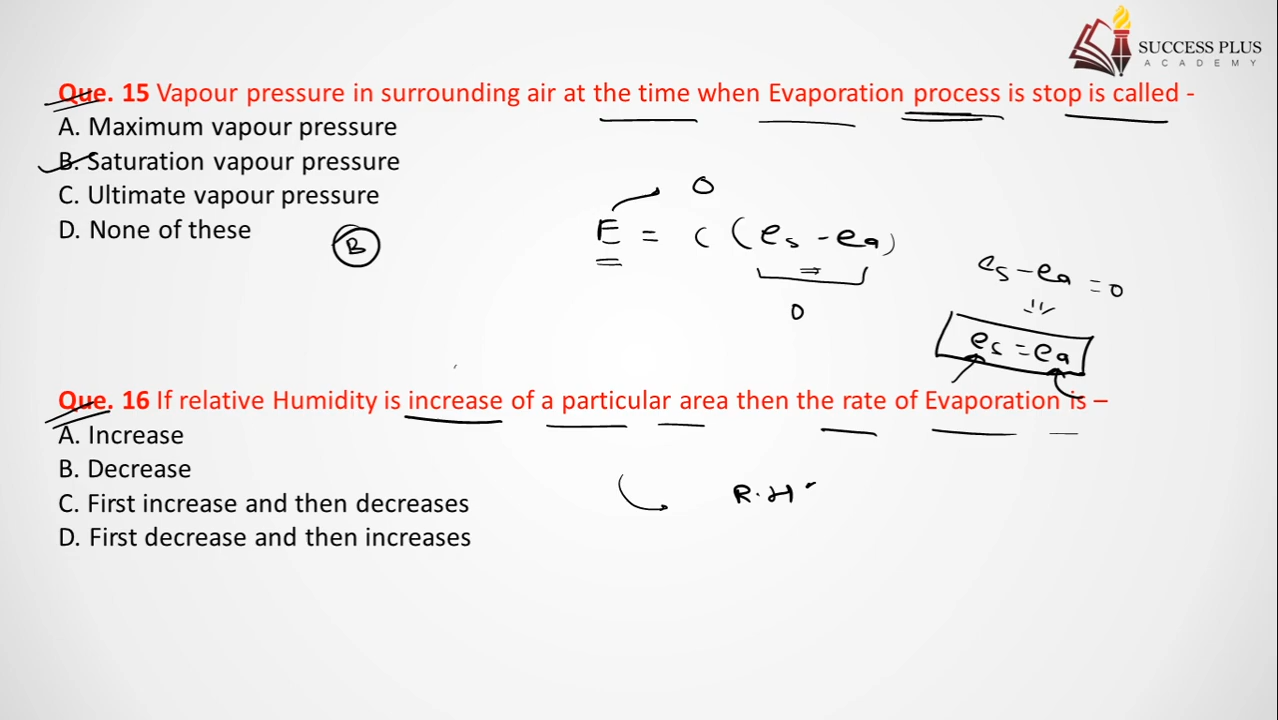 SUCCESS PLUS
ACADEMY
Que. 15 Vapour pressure in surrounding air at the time when Evaporation process is stop is called -
A. Maximum vapour pressure
B. Saturation vapour pressure
C. Ultimate vapour pressure
D. None of these
B
0
E = C (es - ea)
0
es - ea = 0
es = ea
Que. 16 If relative Humidity is increase of a particular area then the rate of Evaporation is –
A. Increase
B. Decrease
C. First increase and then decreases
D. First decrease and then increases
R.H